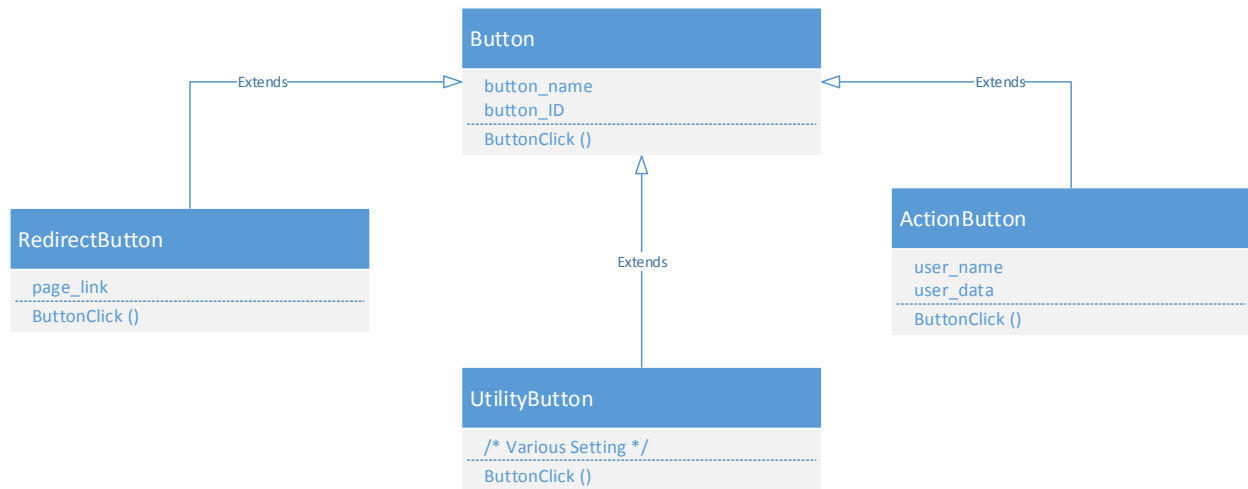 Button
button_name
button_ID
ButtonClick ()
Extends
Extends
RedirectButton
page_link
ButtonClick ()
ActionButton
user_name
user_data
ButtonClick ()
Extends
UtilityButton
/* Various Setting */
ButtonClick ()